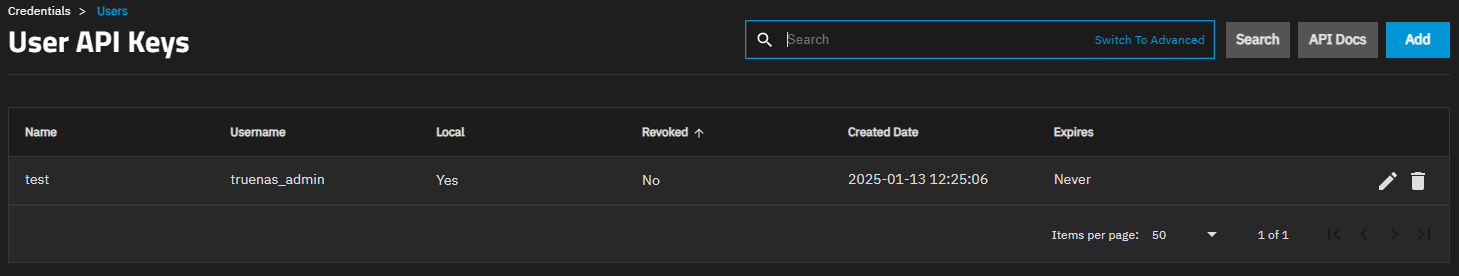 Credentials > Users
User API Keys
Search Switch To Advanced Search API Docs Add
Name Username Local Revoked ↑ Created Date Expires
test truenas_admin Yes No 2025-01-13 12:25:06 Never
Items per page: 50 1 of 1